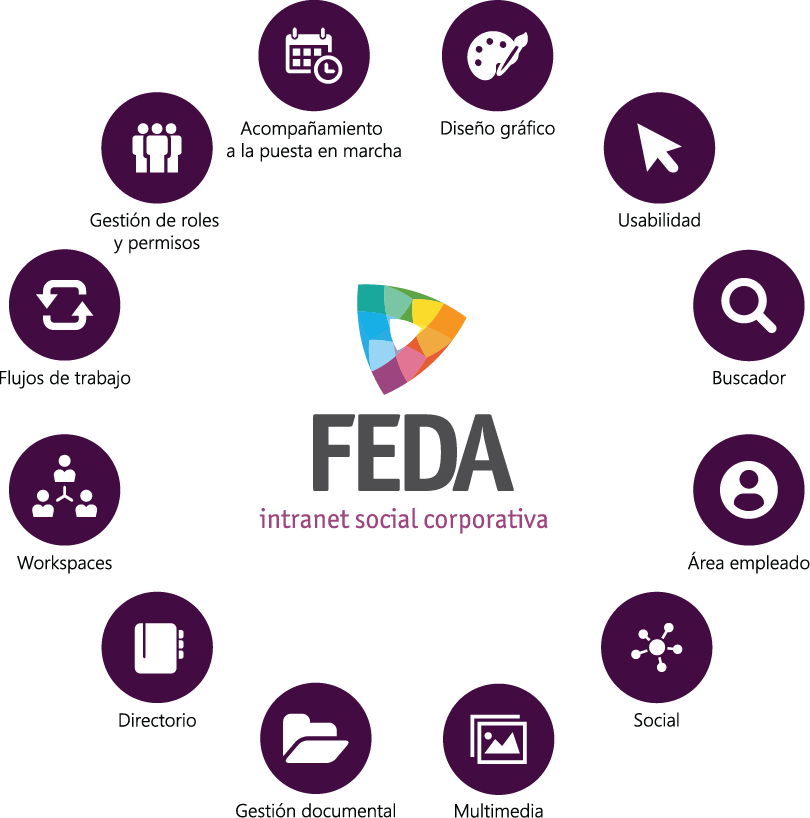 Acompañamiento
a la puesta en marcha
Diseño gráfico
Gestión de roles
y permisos
Usabilidad
Flujos de trabajo
Buscador
FEDA
intranet social corporativa
Workspaces
Área empleado
Directorio
Social
Gestión documental
Multimedia